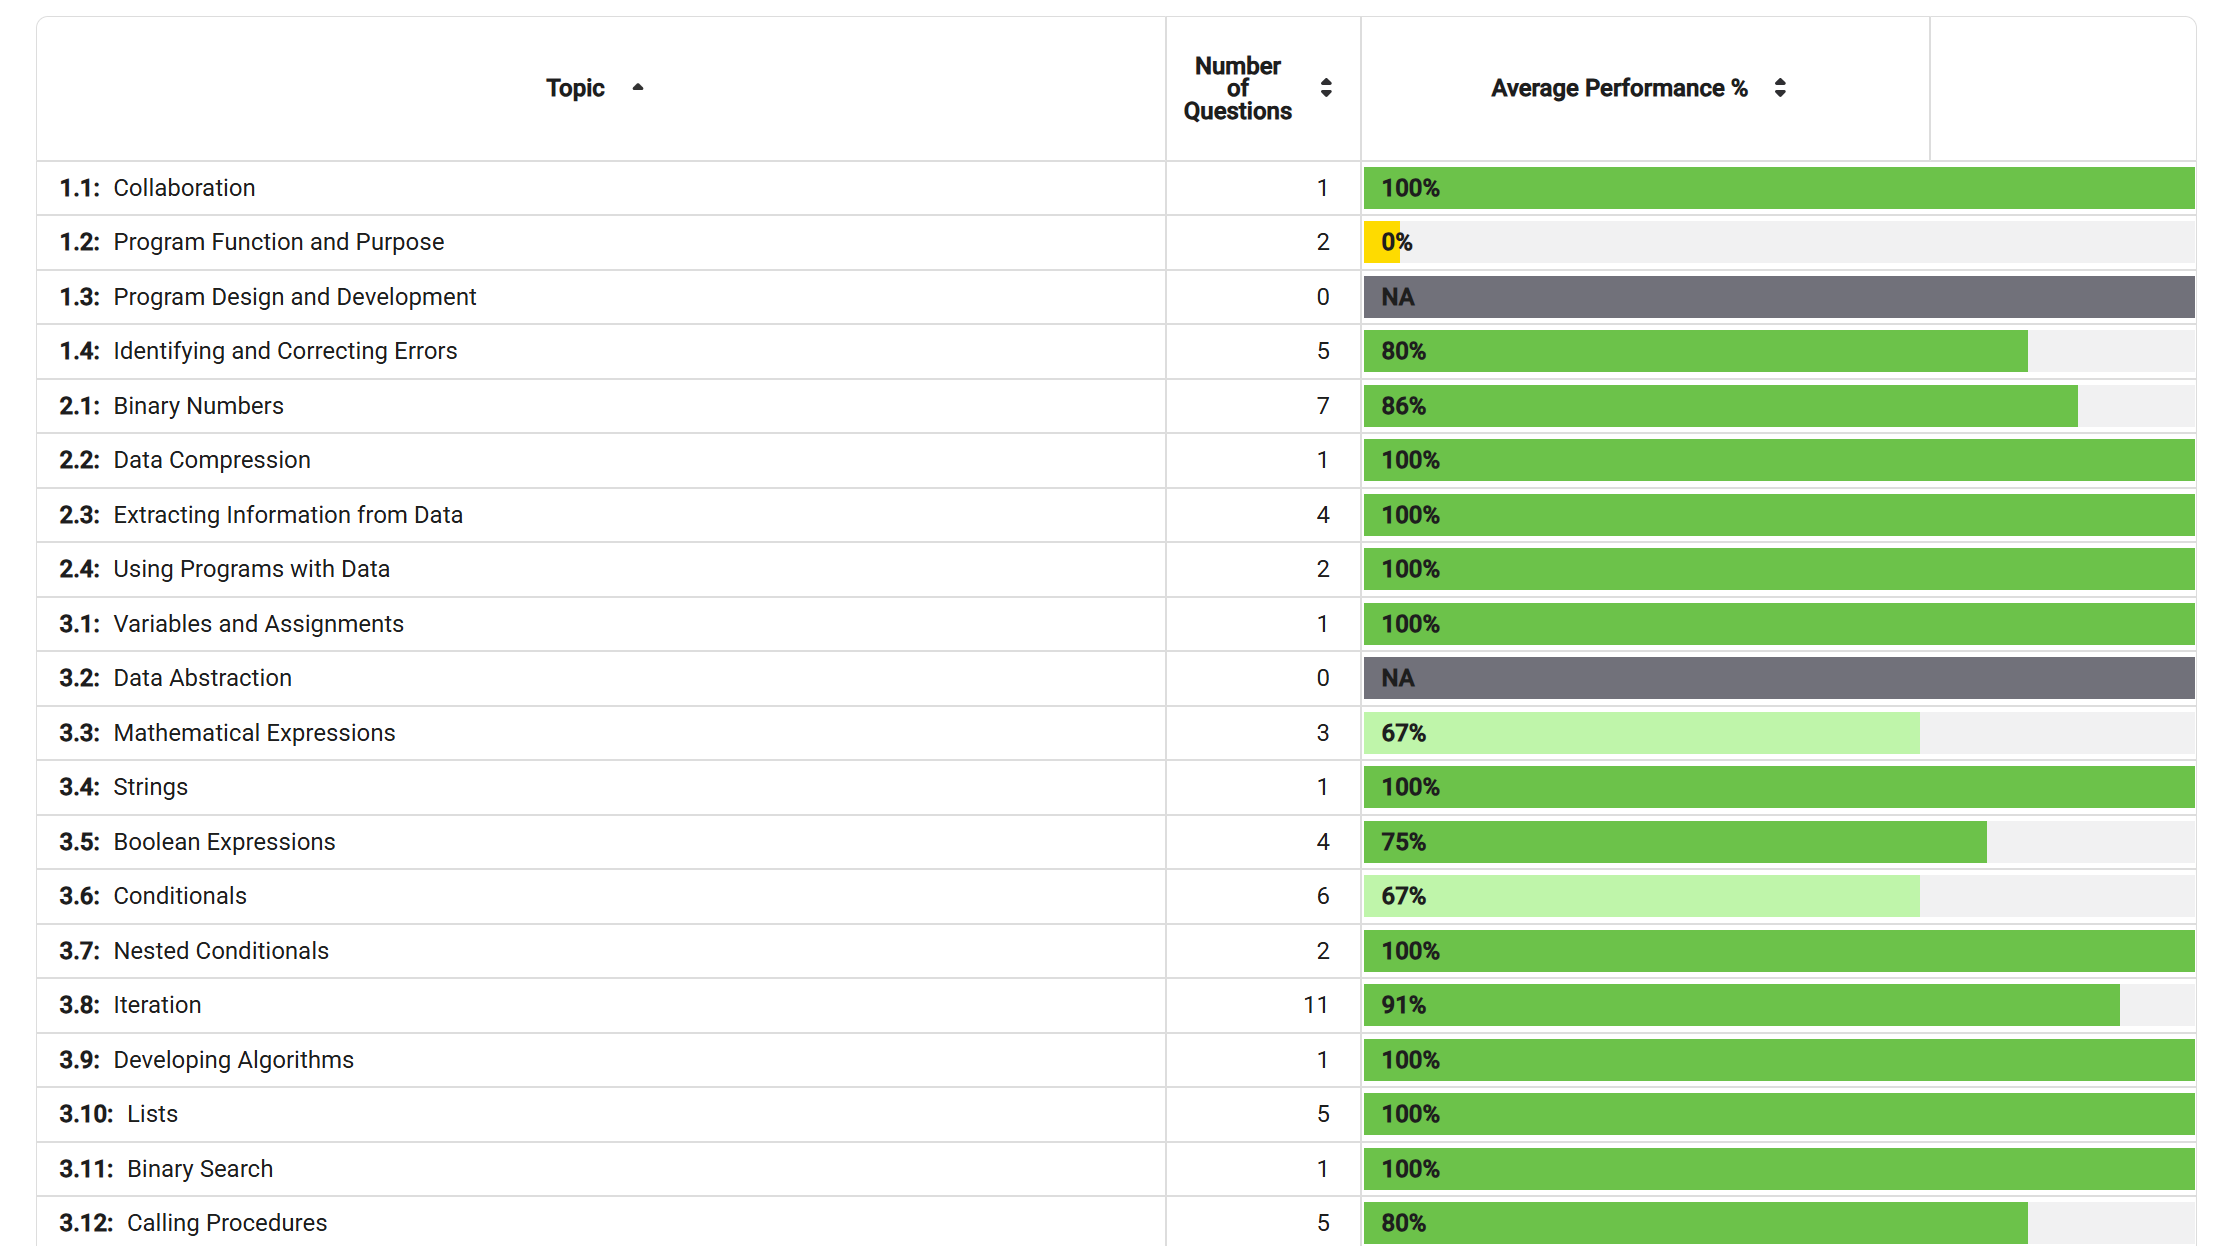 Topic
Number
of
Questions
Average Performance %
1.1: Collaboration 1 100%
1.2: Program Function and Purpose 2 0%
1.3: Program Design and Development 0 NA
1.4: Identifying and Correcting Errors 5 80%
2.1: Binary Numbers 7 86%
2.2: Data Compression 1 100%
2.3: Extracting Information from Data 4 100%
2.4: Using Programs with Data 2 100%
3.1: Variables and Assignments 1 100%
3.2: Data Abstraction 0 NA
3.3: Mathematical Expressions 3 67%
3.4: Strings 1 100%
3.5: Boolean Expressions 4 75%
3.6: Conditionals 6 67%
3.7: Nested Conditionals 2 100%
3.8: Iteration 11 91%
3.9: Developing Algorithms 1 100%
3.10: Lists 5 100%
3.11: Binary Search 1 100%
3.12: Calling Procedures 5 80%